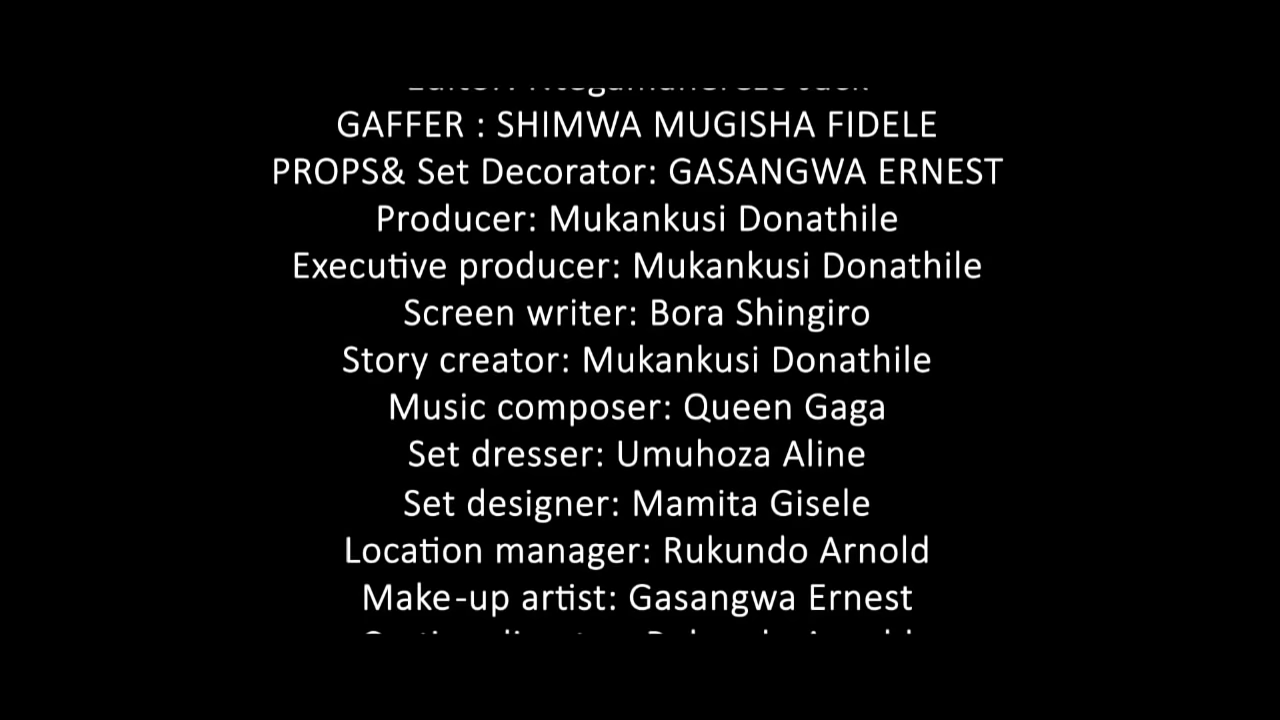 GAFFER : SHIMWA MUGISHA FIDELE
PROPS& Set Decorator: GASANGWA ERNEST
Producer: Mukankusi Donathile
Executive producer: Mukankusi Donathile
Screen writer: Bora Shingiro
Story creator: Mukankusi Donathile
Music composer: Queen Gaga
Set dresser: Umuhoza Aline
Set designer: Mamita Gisele
Location manager: Rukundo Arnold
Make-up artist: Gasangwa Ernest